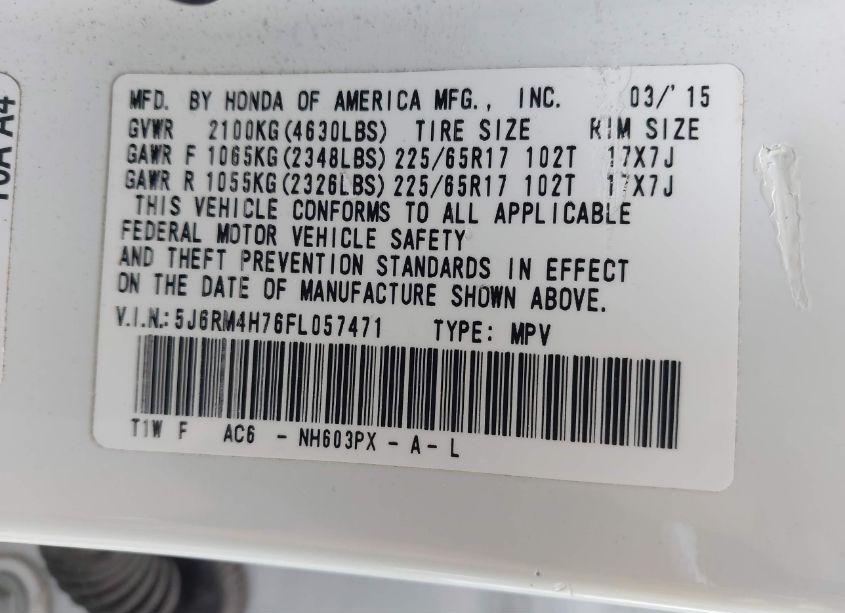 MFD. BY HONDA OF AMERICA MFG., INC. 03/'15
GVWR 2100KG(4630LBS) TIRE SIZE RIM SIZE
GAWR F 1065KG(2348LBS) 225/65R17 102T 17X7J
GAWR R 1055KG(2326LBS) 225/65R17 102T 17X7J
THIS VEHICLE CONFORMS TO ALL APPLICABLE
FEDERAL MOTOR VEHICLE SAFETY
AND THEFT PREVENTION STANDARDS IN EFFECT
ON THE DATE OF MANUFACTURE SHOWN ABOVE.
V.I.N.: 5J6RM4H76FL057471 TYPE: MPV
T1W F AC6 - NH603PX - A - L